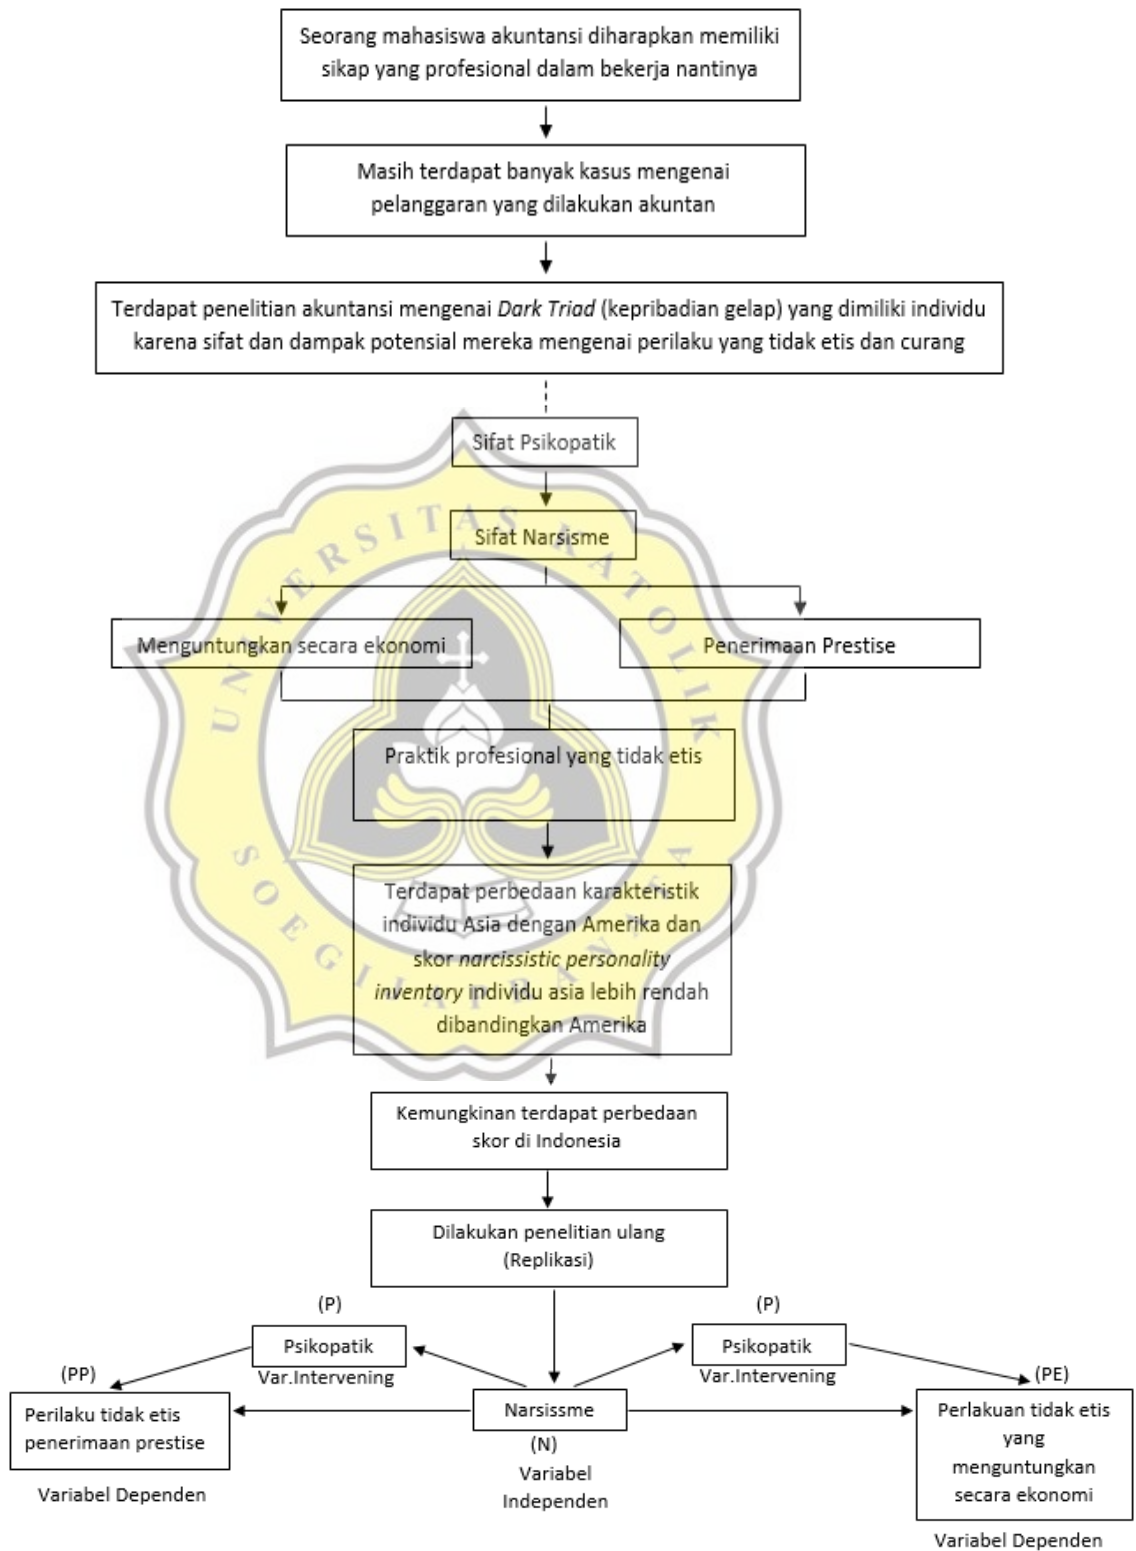 Seorang mahasiswa akuntansi diharapkan memiliki
sikap yang profesional dalam bekerja nantinya
Masih terdapat banyak kasus mengenai
pelanggaran yang dilakukan akuntan
Terdapat penelitian akuntansi mengenai Dark Triad (kepribadian gelap) yang dimiliki individu
karena sifat dan dampak potensial mereka mengenai perilaku yang tidak etis dan curang
Sifat Psikopatik
Sifat Narsisme
UNIVERSITAS KATOLIK
Menguntungkan secara ekonomi
Penerimaan Prestise
Praktik profesional yang tidak etis
SOEGIJAPRANATA
Terdapat perbedaan karakteristik
individu Asia dengan Amerika dan
skor narcissistic personality
inventory individu asia lebih rendah
dibandingkan Amerika
Kemungkinan terdapat perbedaan
skor di Indonesia
Dilakukan penelitian ulang
(Replikasi)
(P)
(P)
Psikopatik
Psikopatik
Var.Intervening
Var.Intervening
(PP)
(PE)
Perilaku tidak etis
penerimaan prestise
Variabel Dependen
Narsissme
(N)
Variabel
Independen
Perlakuan tidak etis
yang
menguntungkan
secara ekonomi
Variabel Dependen